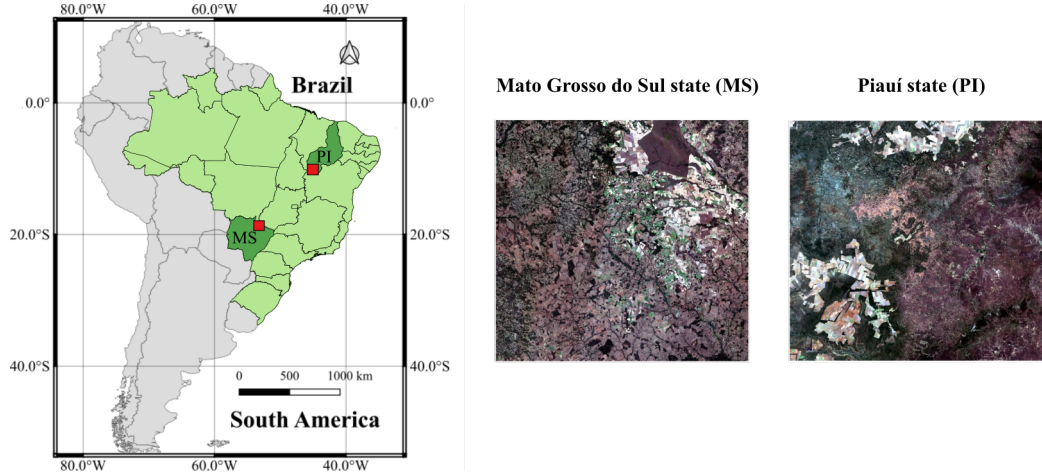 80.0°W 60.0°W 40.0°W
Brazil
0.0° 0.0°
PI
20.0°S 20.0°S
MS
40.0°S 40.0°S
0 500 1000 km
South America
80.0°W 60.0°W 40.0°W
Mato Grosso do Sul state (MS)
Piauí state (PI)